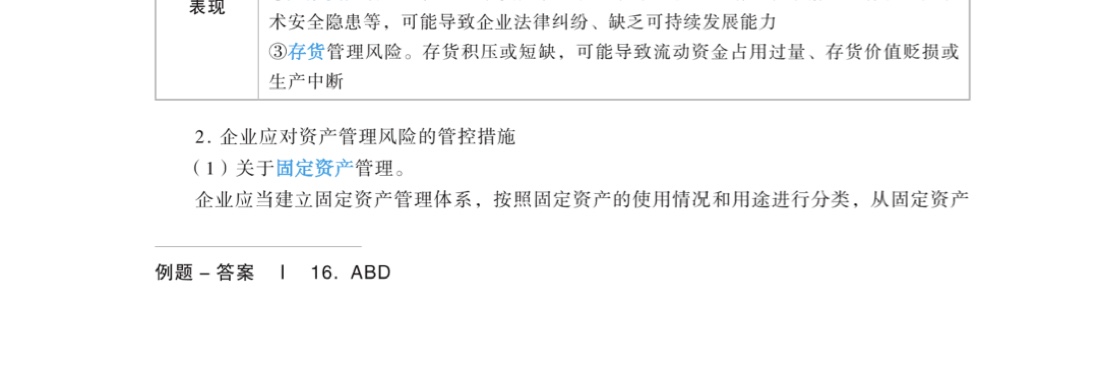 表现
术安全隐患等，可能导致企业法律纠纷、缺乏可持续发展能力
③存货管理风险。存货积压或短缺，可能导致流动资金占用过量、存货价值贬损或
生产中断
2. 企业应对资产管理风险的管控措施
（1）关于固定资产管理。
企业应当建立固定资产管理体系，按照固定资产的使用情况和用途进行分类，从固定资产
例题 – 答案 丨 16. ABD